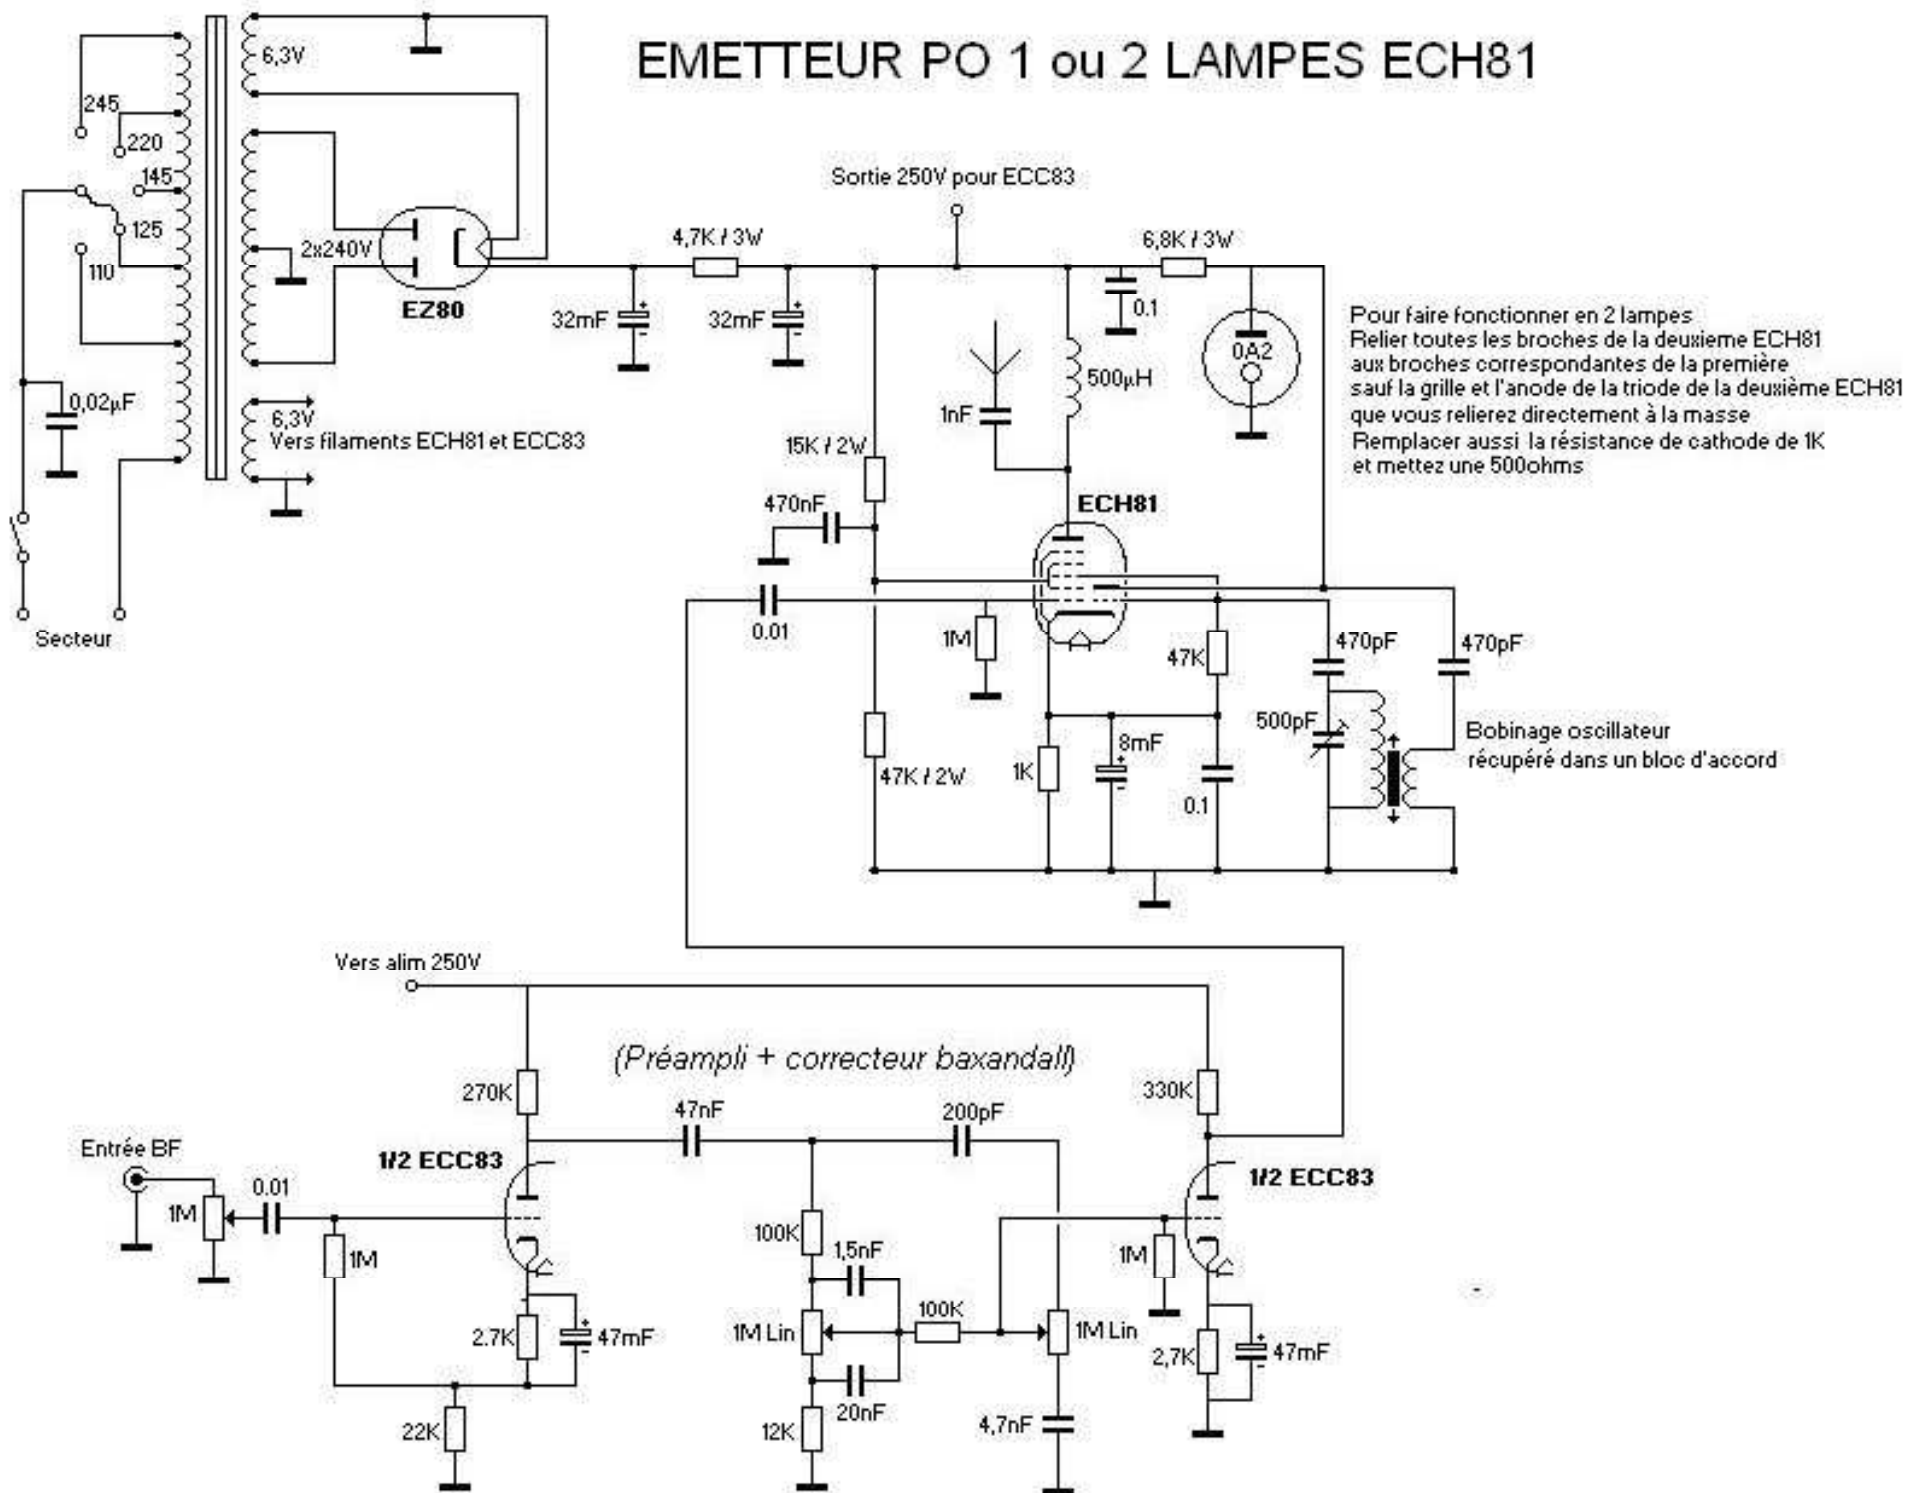 EMETTEUR PO 1 ou 2 LAMPES ECH81
6,3V
245
220
145
125
110
2x240V
EZ80
0,02µF
6,3V
Vers filaments ECH81 et ECC83
Secteur
Sortie 250V pour ECC83
4,7K / 3W
32mF
+
-
32mF
+
-
6,8K / 3W
0.1
0A2
500µH
1nF
15K / 2W
470nF
ECH81
0.01
1M
47K
47K / 2W
1K
8mF
+
-
0.1
470pF
470pF
500pF
Bobinage oscillateur
récupéré dans un bloc d'accord
Pour faire fonctionner en 2 lampes
Relier toutes les broches de la deuxieme ECH81
aux broches correspondantes de la première
sauf la grille et l'anode de la triode de la deuxième ECH81
que vous relierez directement à la masse
Remplacer aussi la résistance de cathode de 1K
et mettez une 500ohms
Vers alim 250V
(Préampli + correcteur baxandall)
270K
47nF
200pF
330K
Entrée BF
1/2 ECC83
1/2 ECC83
0.01
1M
1M
2.7K
47mF
+
-
22K
100K
1,5nF
1M Lin
100K
1M Lin
20nF
12K
4,7nF
1M
2,7K
47mF
+
-